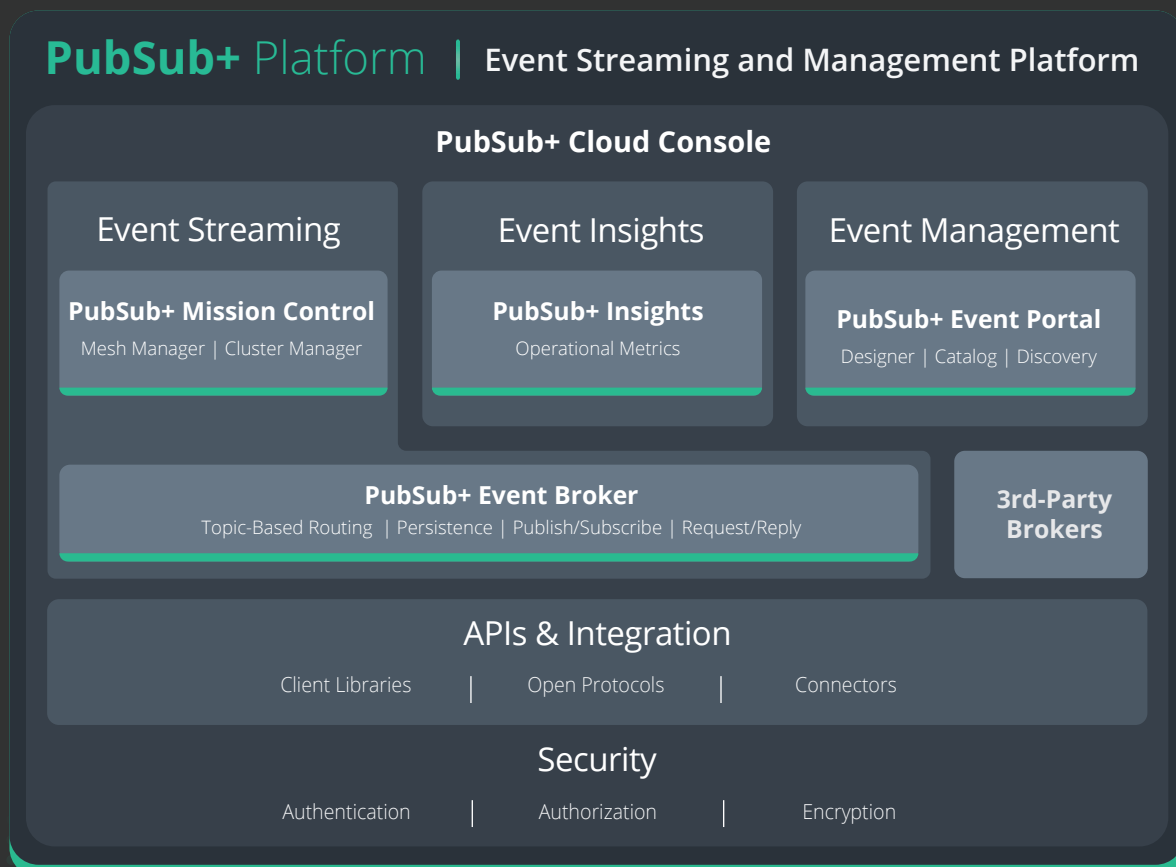 PubSub+ Platform | Event Streaming and Management Platform
PubSub+ Cloud Console
Event Streaming
PubSub+ Mission Control
Mesh Manager | Cluster Manager
Event Insights
PubSub+ Insights
Operational Metrics
Event Management
PubSub+ Event Portal
Designer | Catalog | Discovery
PubSub+ Event Broker
Topic-Based Routing | Persistence | Publish/Subscribe | Request/Reply
3rd-Party
Brokers
APIs & Integration
Client Libraries | Open Protocols | Connectors
Security
Authentication | Authorization | Encryption